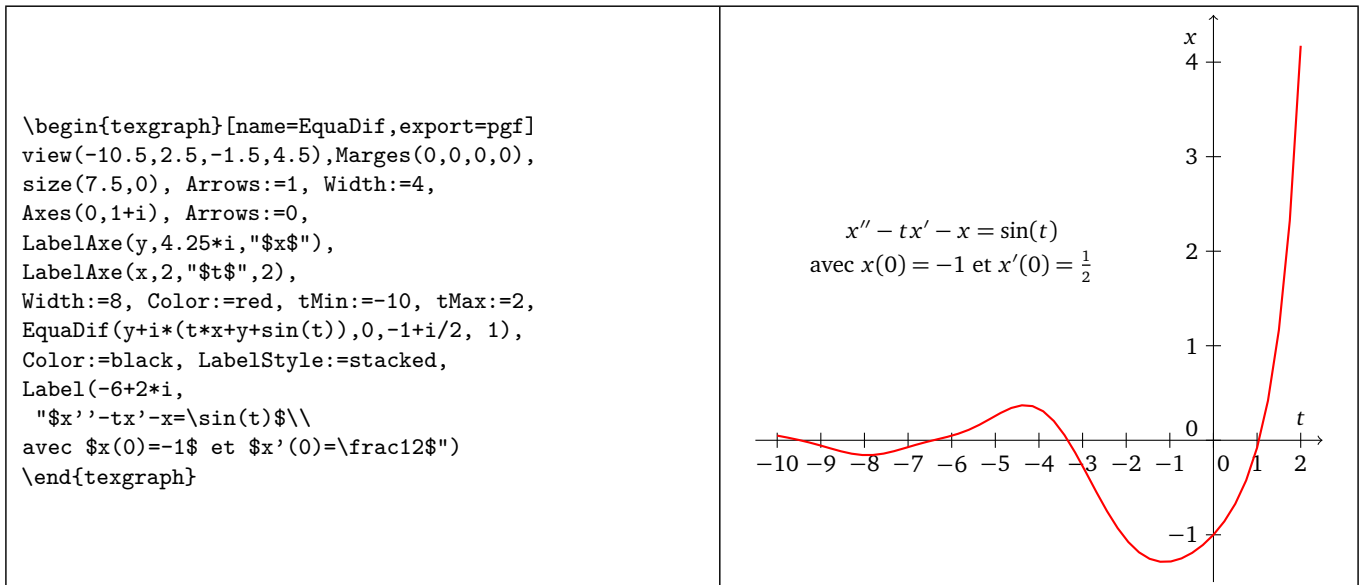 \begin{texgraph}[name=EquaDif,export=pgf]
view(-10.5,2.5,-1.5,4.5),Marges(0,0,0,0),
size(7.5,0), Arrows:=1, Width:=4,
Axes(0,1+i), Arrows:=0,
LabelAxe(y,4.25*i,"$x$"),
LabelAxe(x,2,"$t$",2),
Width:=8, Color:=red, tMin:=-10, tMax:=2,
EquaDif(y+i*(t*x+y+sin(t)),0,-1+i/2, 1),
Color:=black, LabelStyle:=stacked,
Label(-6+2*i,
 "$x''-tx'-x=\sin(t)$\\
avec $x(0)=-1$ et $x'(0)=\frac12$")
\end{texgraph}
x
4
3
x′′ − tx′ − x = sin(t)
avec x(0) = −1 et x′(0) = 1/2
2
1
0
t
−10 −9 −8 −7 −6 −5 −4 −3 −2 −1 0 1 2
−1